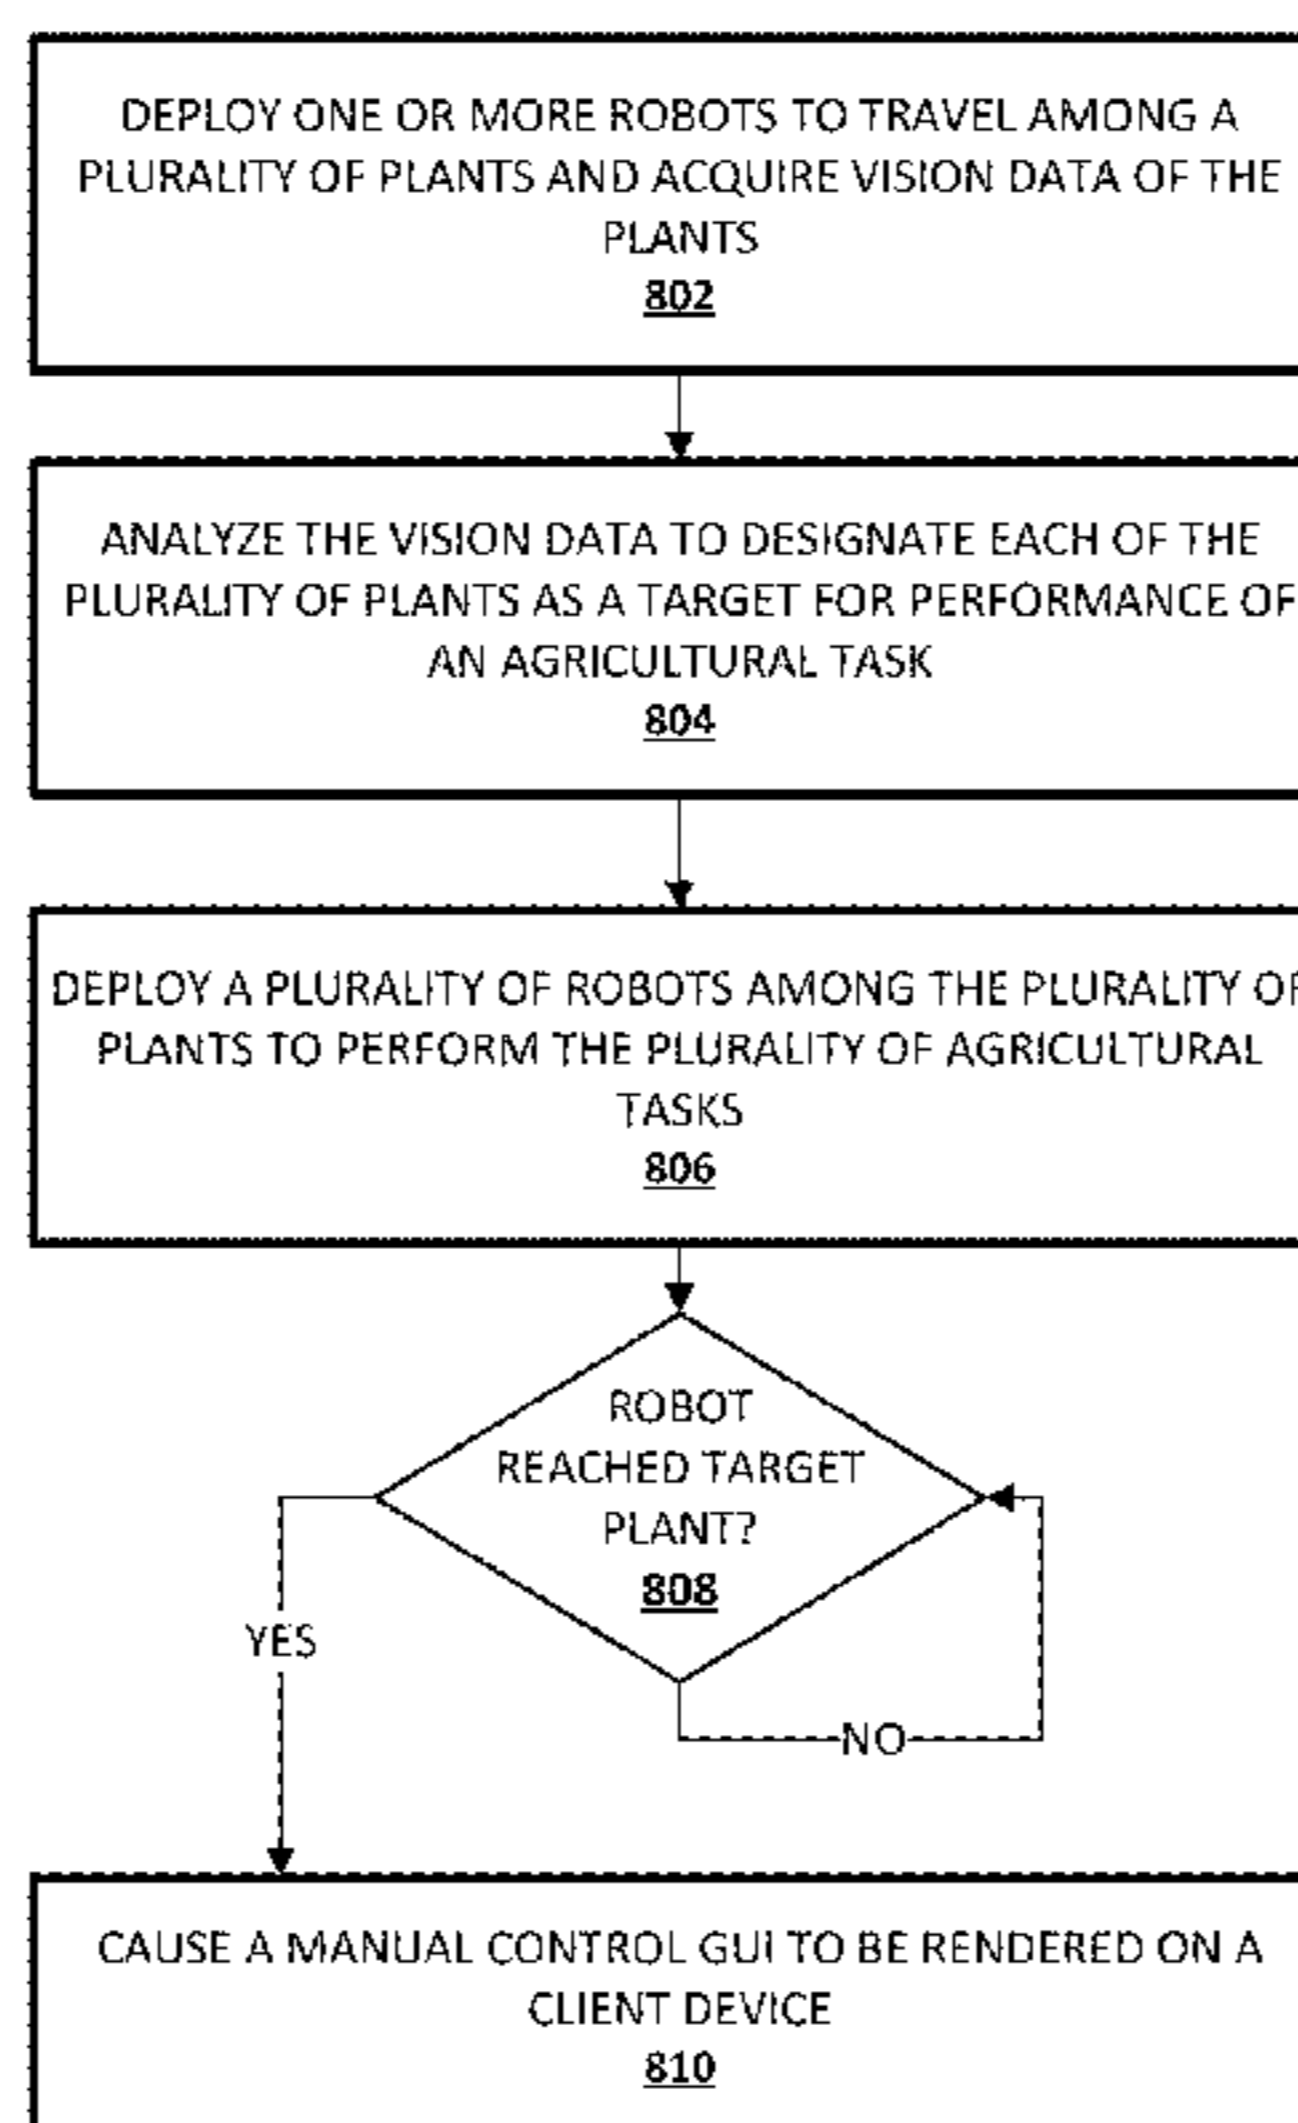 DEPLOY ONE OR MORE ROBOTS TO TRAVEL AMONG A
PLURALITY OF PLANTS AND ACQUIRE VISION DATA OF THE
PLANTS
802
ANALYZE THE VISION DATA TO DESIGNATE EACH OF THE
PLURALITY OF PLANTS AS A TARGET FOR PERFORMANCE OF
AN AGRICULTURAL TASK
804
DEPLOY A PLURALITY OF ROBOTS AMONG THE PLURALITY OF
PLANTS TO PERFORM THE PLURALITY OF AGRICULTURAL
TASKS
806
ROBOT
REACHED TARGET
PLANT?
808
YES
NO
CAUSE A MANUAL CONTROL GUI TO BE RENDERED ON A
CLIENT DEVICE
810